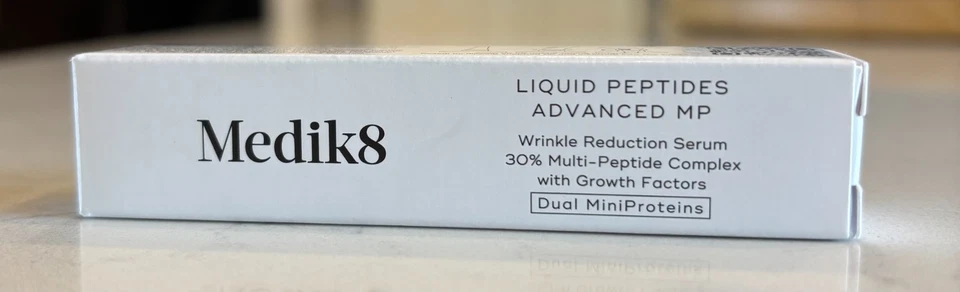 Medik8
LIQUID PEPTIDES
ADVANCED MP
Wrinkle Reduction Serum
30% Multi-Peptide Complex
with Growth Factors
Dual MiniProteins